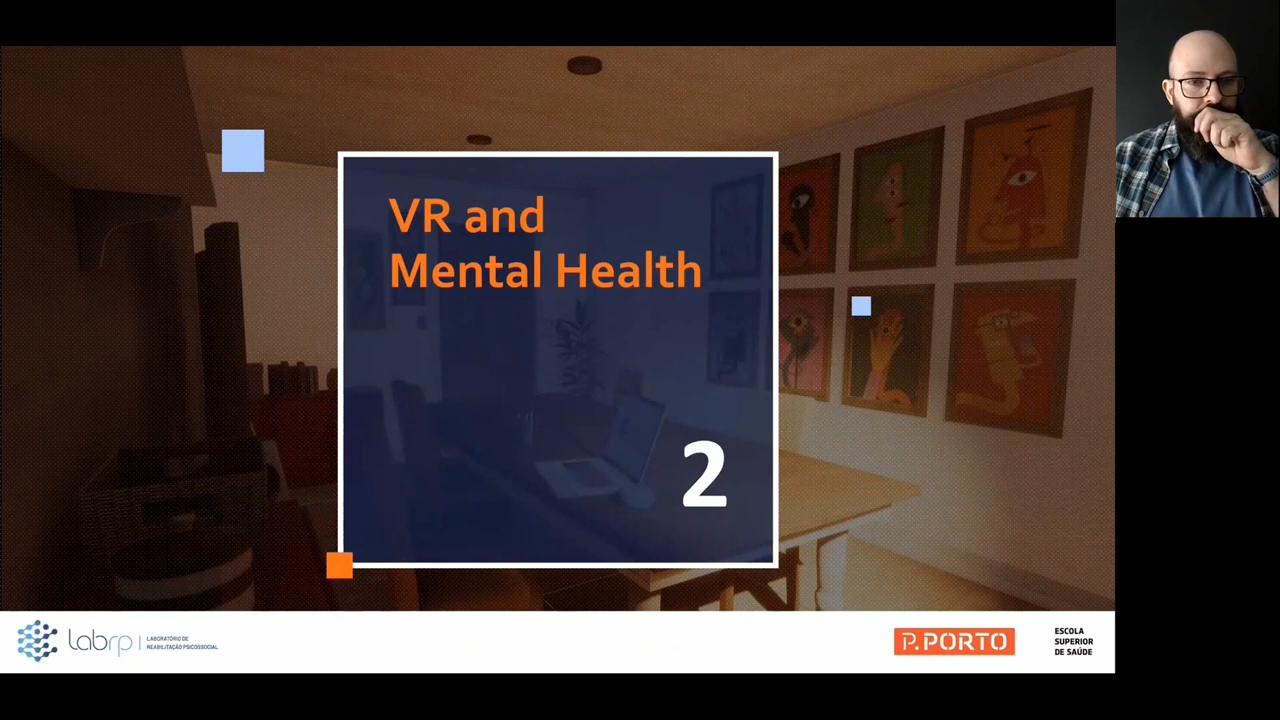 VR and
Mental Health
2
labrp
LABORATÓRIO DE
REABILITAÇÃO PSICOSSOCIAL
P.PORTO
ESCOLA
SUPERIOR
DE SAÚDE